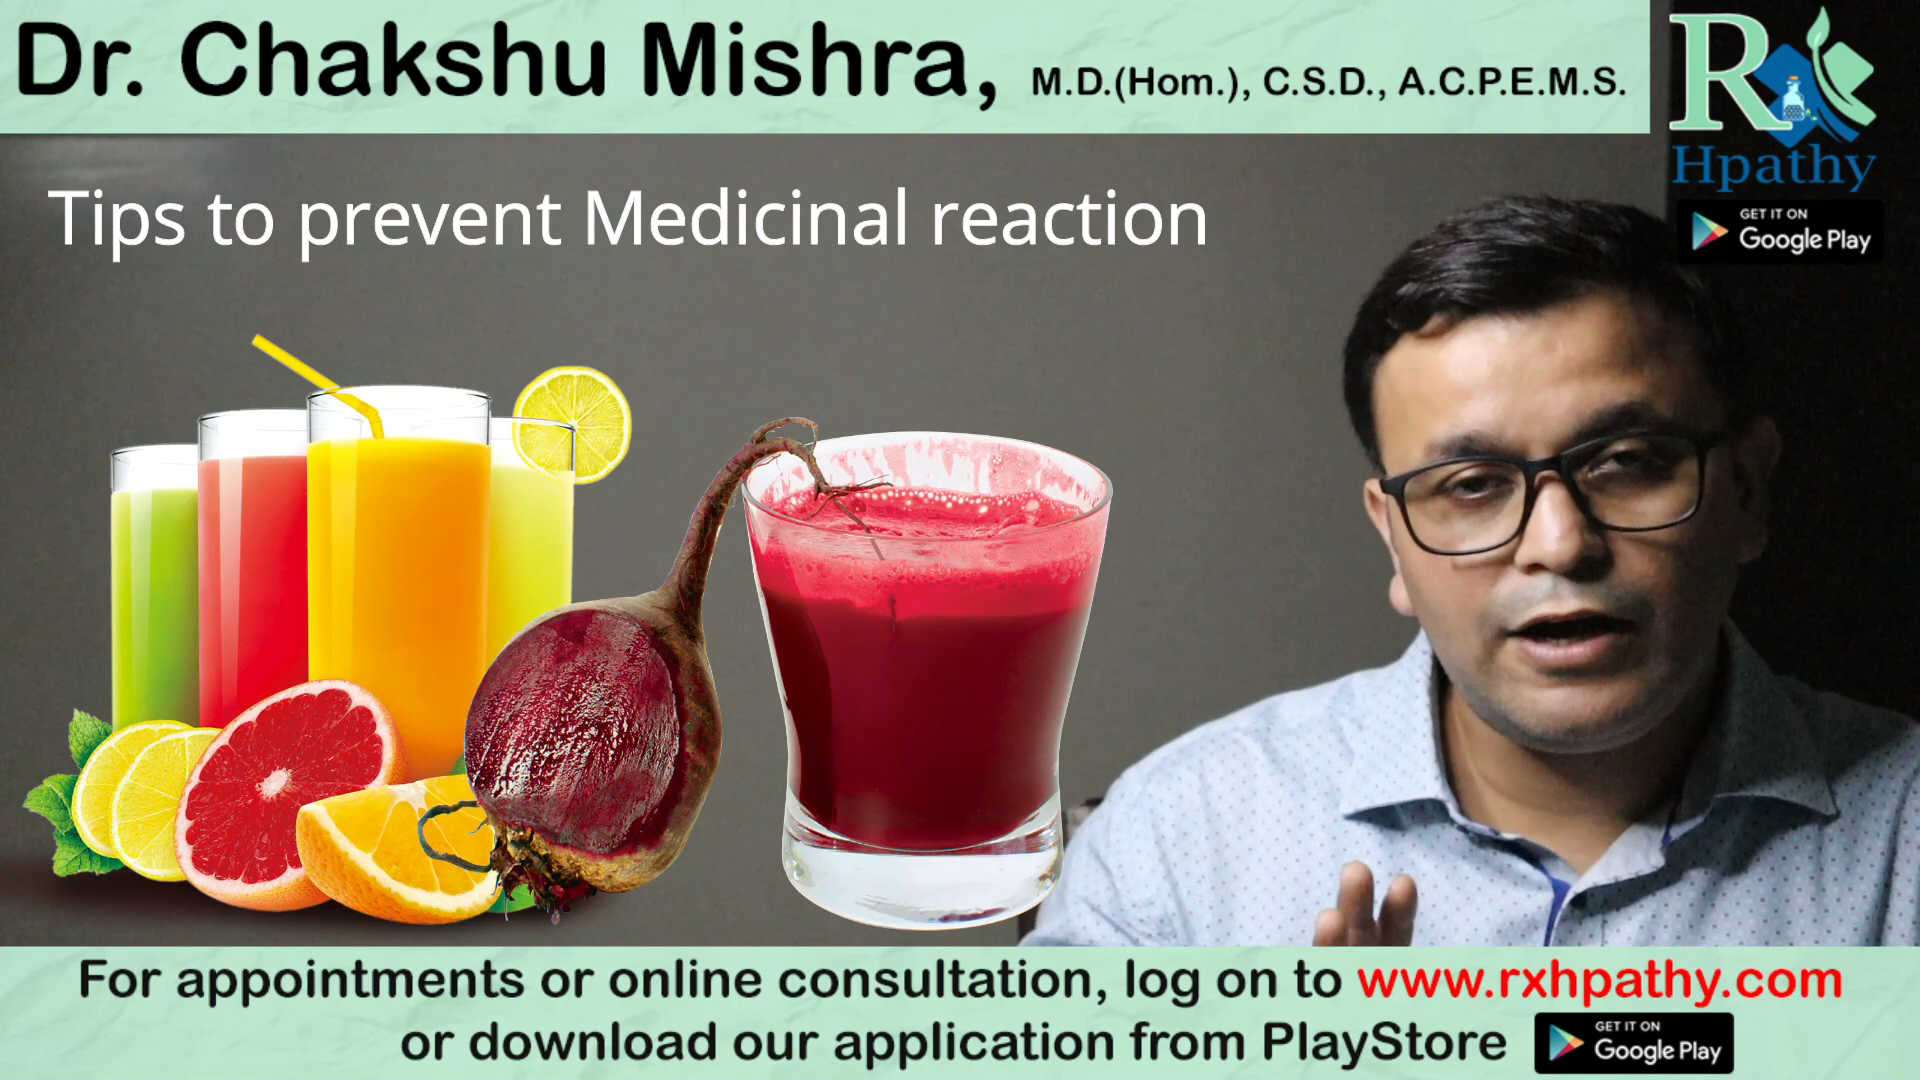 Dr. Chakshu Mishra, M.D.(Hom.), C.S.D., A.C.P.E.M.S.
Rx
Hpathy
GET IT ON
Google Play
Tips to prevent Medicinal reaction
For appointments or online consultation, log on to www.rxhpathy.com
or download our application from PlayStore
GET IT ON
Google Play